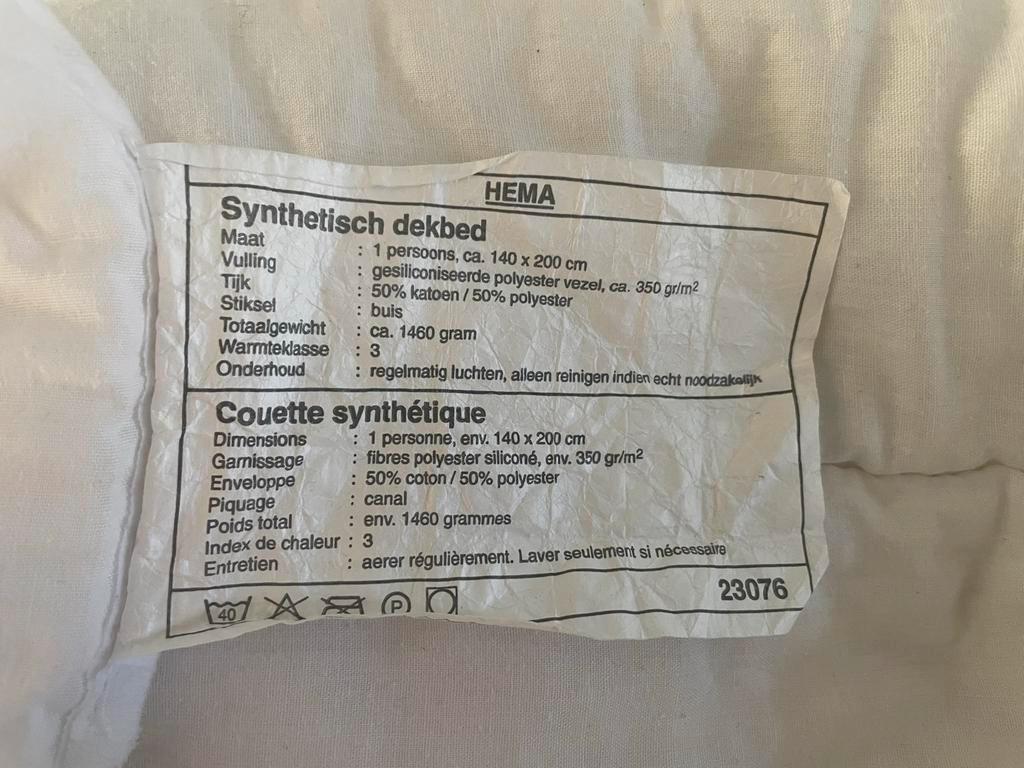 HEMA
Synthetisch dekbed
Maat : 1 persoons, ca. 140 x 200 cm
Vulling : gesiliconiseerde polyester vezel, ca. 350 gr/m²
Tijk : 50% katoen / 50% polyester
Stiksel : buis
Totaalgewicht : ca. 1460 gram
Warmteklasse : 3
Onderhoud : regelmatig luchten, alleen reinigen indien echt noodzakelijk
Couette synthétique
Dimensions : 1 personne, env. 140 x 200 cm
Garnissage : fibres polyester siliconé, env. 350 gr/m²
Enveloppe : 50% coton / 50% polyester
Piquage : canal
Poids total : env. 1460 grammes
Index de chaleur : 3
Entretien : aerer régulièrement. Laver seulement si nécessaire
40 P 23076